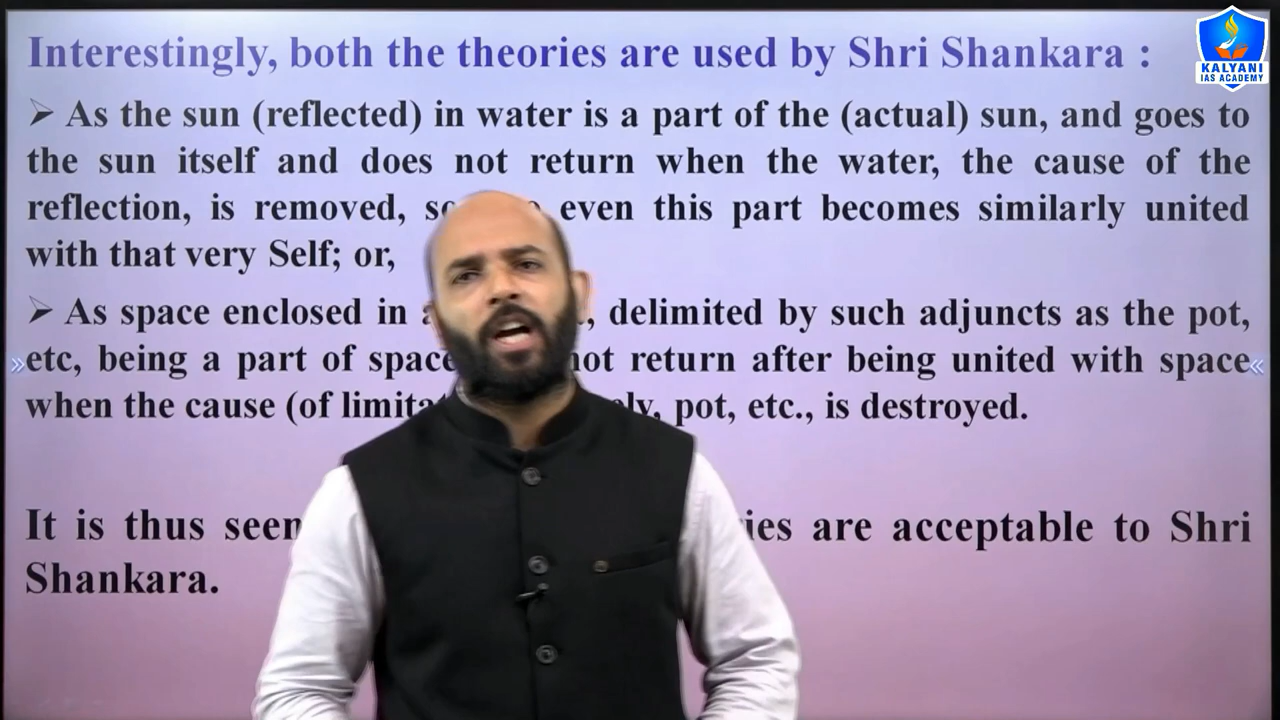 Interestingly, both the theories are used by Shri Shankara :
KALYANI
IAS ACADEMY
➢ As the sun (reflected) in water is a part of the (actual) sun, and goes to
the sun itself and does not return when the water, the cause of the
reflection, is removed, even this part becomes similarly united
with that very Self; or,
➢ As space enclosed in delimited by such adjuncts as the pot,
etc, being a part of space not return after being united with space
when the cause (of pot, etc., is destroyed.
It is thus seen are acceptable to Shri
Shankara.